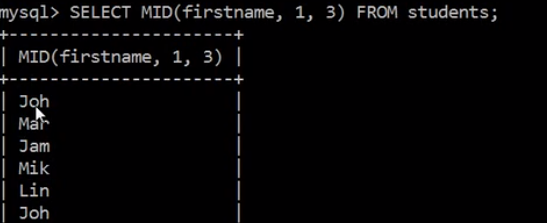 mysql> SELECT MID(firstname, 1, 3) FROM students;
+----------------------+
| MID(firstname, 1, 3) |
+----------------------+
| Joh                  |
| Mar                  |
| Jam                  |
| Mik                  |
| Lin                  |
| Joh                  |